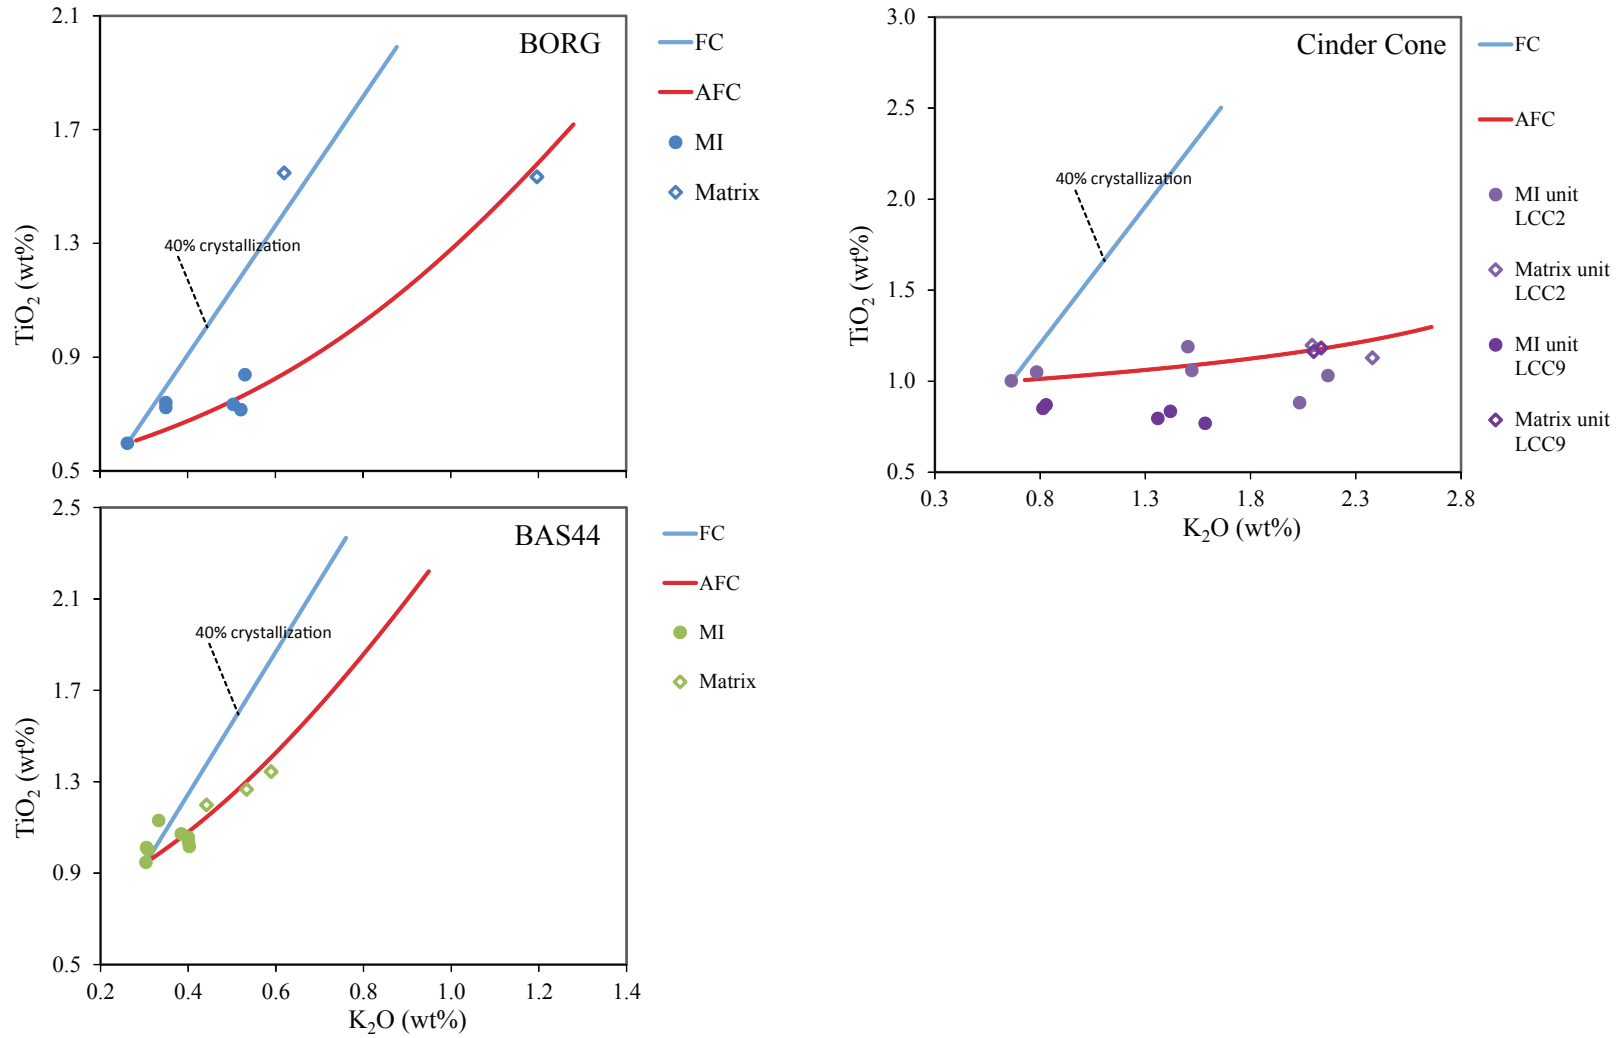 BORG
2.1
1.7
1.3
0.9
0.5
TiO2 (wt%)
40% crystallization
FC
AFC
MI
Matrix
Cinder Cone
3.0
2.5
2.0
1.5
1.0
0.5
TiO2 (wt%)
40% crystallization
0.3 0.8 1.3 1.8 2.3 2.8
K2O (wt%)
FC
AFC
MI unit
LCC2
Matrix unit
LCC2
MI unit
LCC9
Matrix unit
LCC9
BAS44
2.5
2.1
1.7
1.3
0.9
0.5
TiO2 (wt%)
40% crystallization
0.2 0.4 0.6 0.8 1.0 1.2 1.4
K2O (wt%)
FC
AFC
MI
Matrix